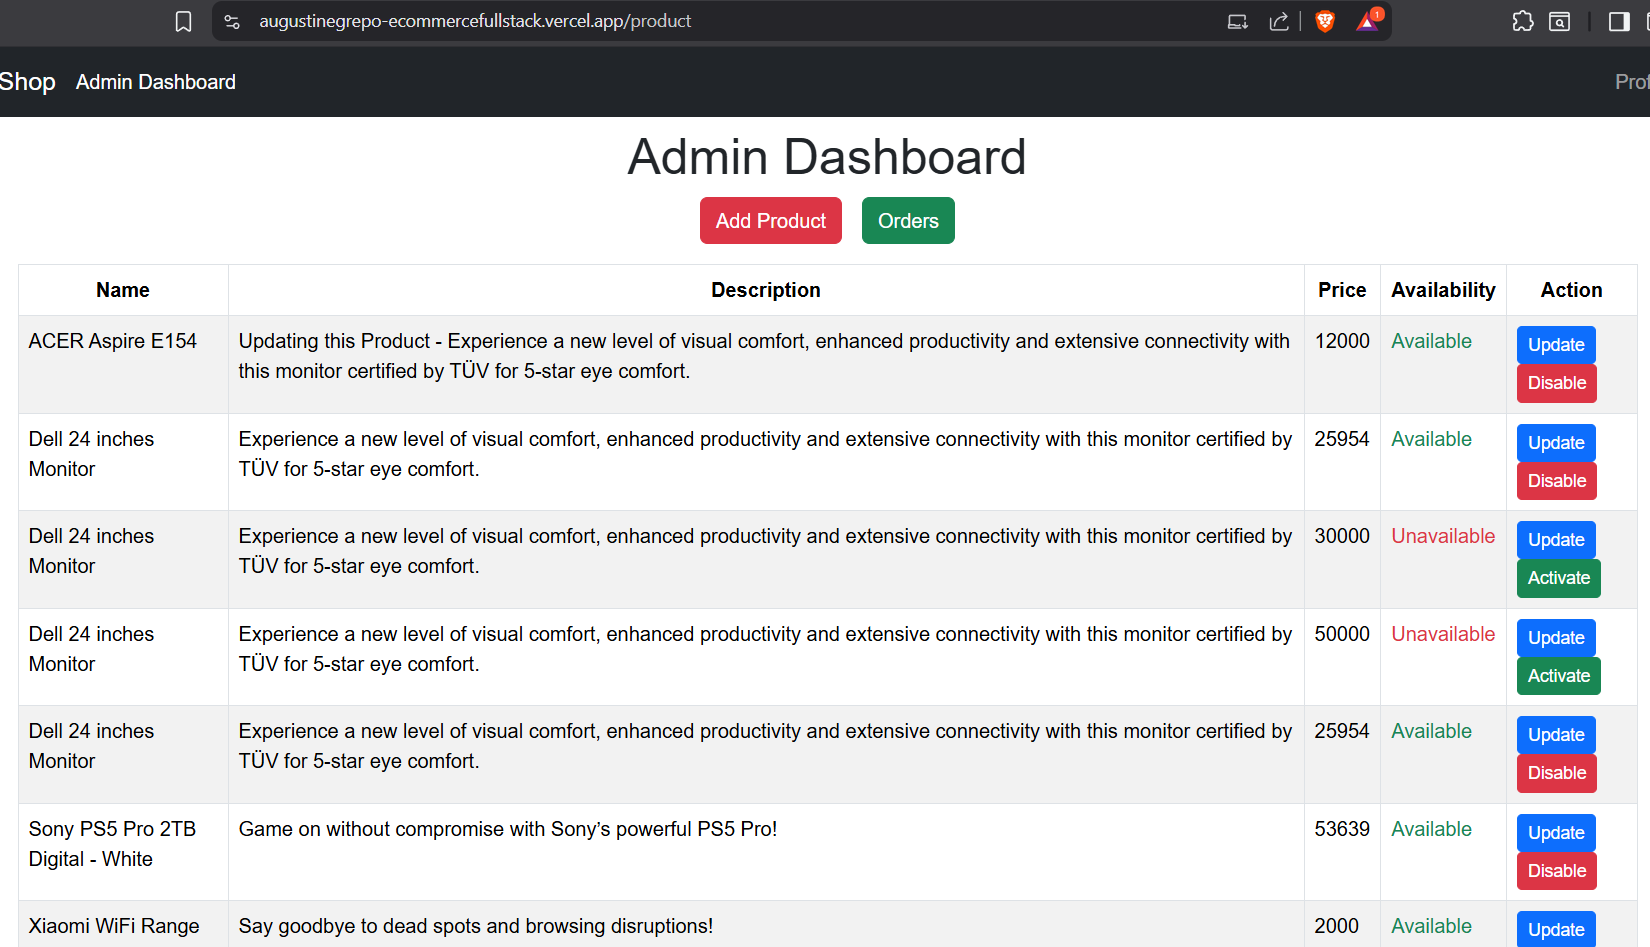 augustinegrepo-ecommercefullstack.vercel.app/product
1
Shop Admin Dashboard
Admin Dashboard
Add Product Orders
Name Description Price Availability Action
ACER Aspire E154 Updating this Product - Experience a new level of visual comfort, enhanced productivity and extensive connectivity with 12000 Available Update
this monitor certified by TÜV for 5-star eye comfort. Disable
Dell 24 inches Experience a new level of visual comfort, enhanced productivity and extensive connectivity with this monitor certified by 25954 Available Update
Monitor TÜV for 5-star eye comfort. Disable
Dell 24 inches Experience a new level of visual comfort, enhanced productivity and extensive connectivity with this monitor certified by 30000 Unavailable Update
Monitor TÜV for 5-star eye comfort. Activate
Dell 24 inches Experience a new level of visual comfort, enhanced productivity and extensive connectivity with this monitor certified by 50000 Unavailable Update
Monitor TÜV for 5-star eye comfort. Activate
Dell 24 inches Experience a new level of visual comfort, enhanced productivity and extensive connectivity with this monitor certified by 25954 Available Update
Monitor TÜV for 5-star eye comfort. Disable
Sony PS5 Pro 2TB Game on without compromise with Sony’s powerful PS5 Pro! 53639 Available Update
Digital - White Disable
Xiaomi WiFi Range Say goodbye to dead spots and browsing disruptions! 2000 Available Update